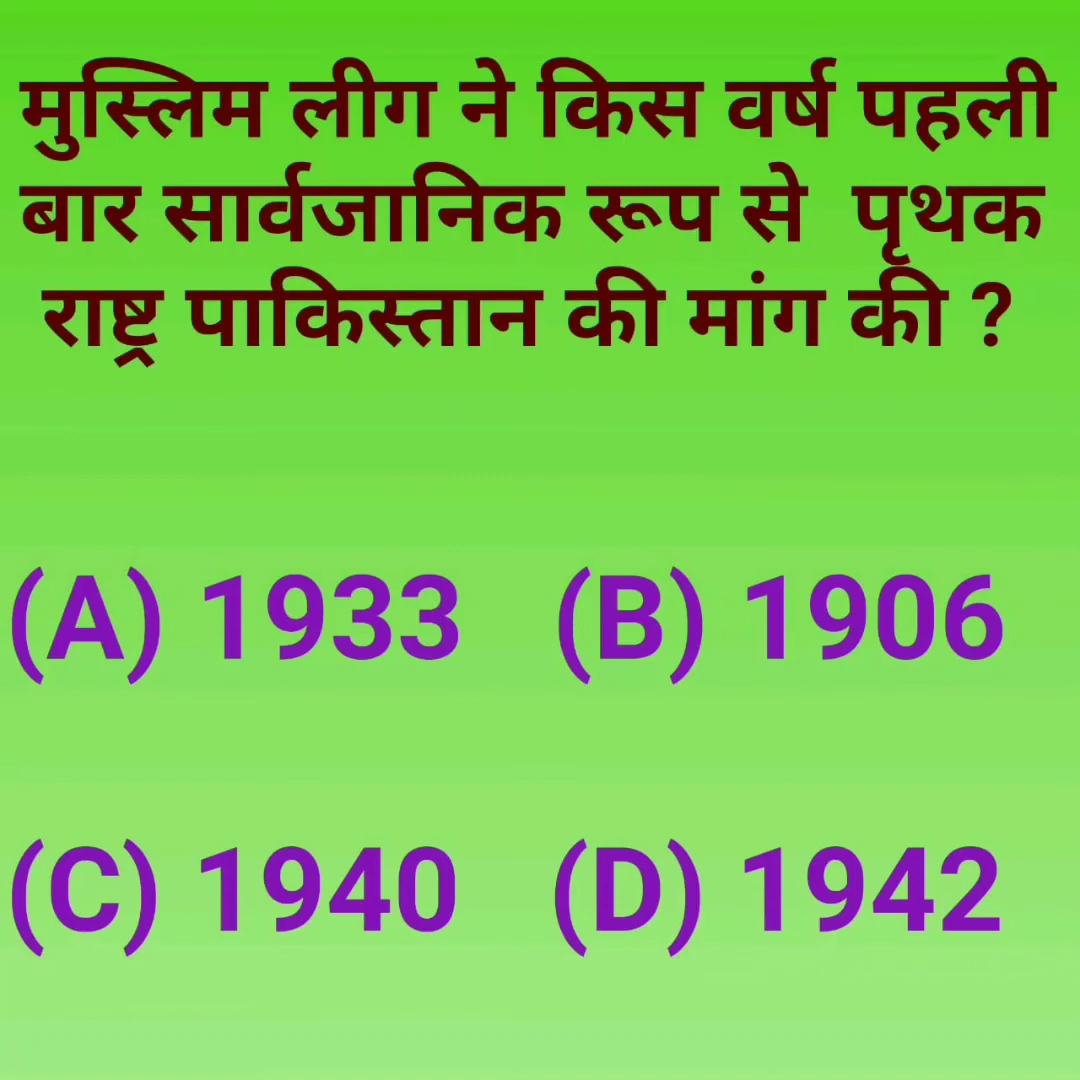 मुस्लिम लीग ने किस वर्ष पहली
बार सार्वजानिक रूप से पृथक
राष्ट्र पाकिस्तान की मांग की ?
(A) 1933 (B) 1906
(C) 1940 (D) 1942